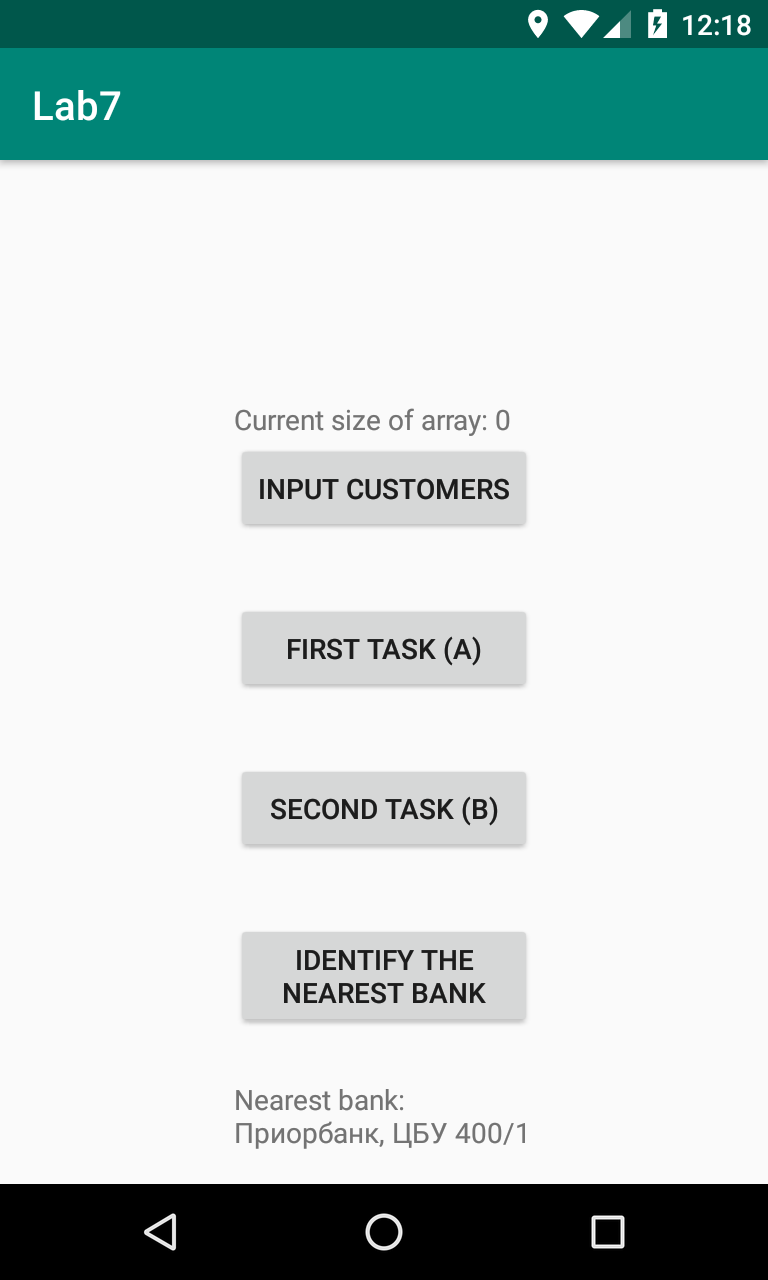 12:18
Lab7
Current size of array: 0
INPUT CUSTOMERS
FIRST TASK (A)
SECOND TASK (B)
IDENTIFY THE
NEAREST BANK
Nearest bank:
Приорбанк, ЦБУ 400/1